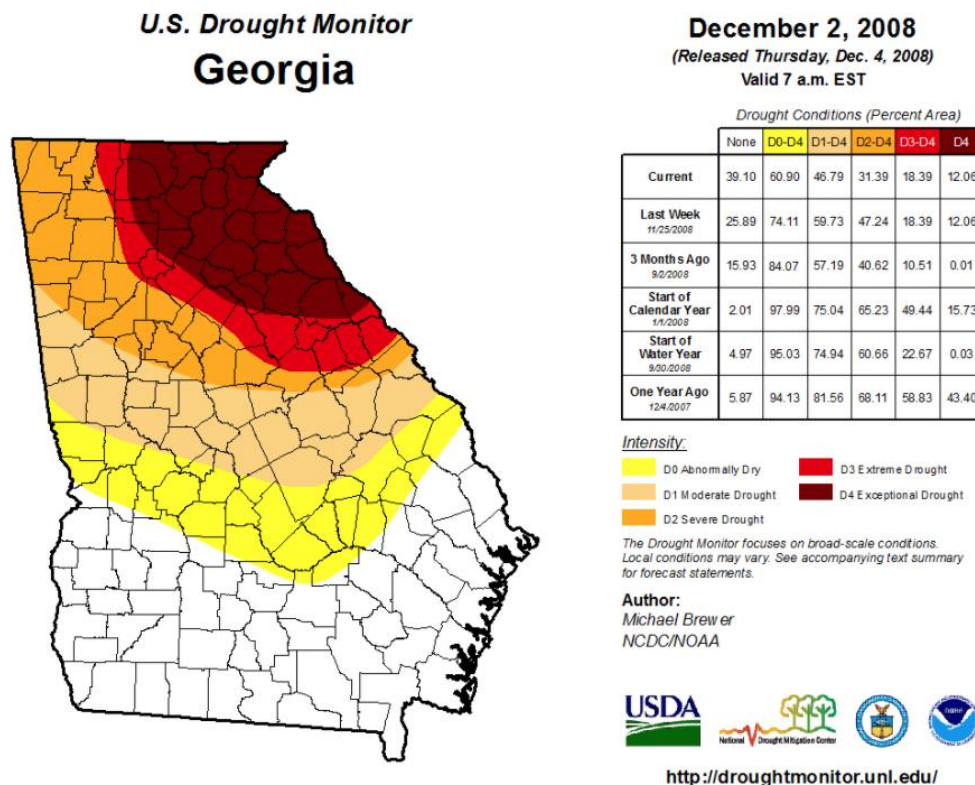 U.S. Drought Monitor
Georgia
December 2, 2008
(Released Thursday, Dec. 4, 2008)
Valid 7 a.m. EST
Drought Conditions (Percent Area)
None D0-D4 D1-D4 D2-D4 D3-D4 D4
Current 39.10 60.90 46.79 31.39 18.39 12.06
Last Week
11/25/2008
25.89 74.11 59.73 47.24 18.39 12.06
3 Months Ago
9/2/2008
15.93 84.07 57.19 40.62 10.51 0.01
Start of
Calendar Year
1/1/2008
2.01 97.99 75.04 65.23 49.44 15.73
Start of
Water Year
9/30/2008
4.97 95.03 74.94 60.66 22.67 0.03
One Year Ago
12/4/2007
5.87 94.13 81.56 68.11 58.83 43.40
Intensity:
D0 Abnormally Dry
D1 Moderate Drought
D2 Severe Drought
D3 Extreme Drought
D4 Exceptional Drought
The Drought Monitor focuses on broad-scale conditions.
Local conditions may vary. See accompanying text summary
for forecast statements.
Author:
Michael Brewer
NCDC/NOAA
USDA
National Drought Mitigation Center
http://droughtmonitor.unl.edu/